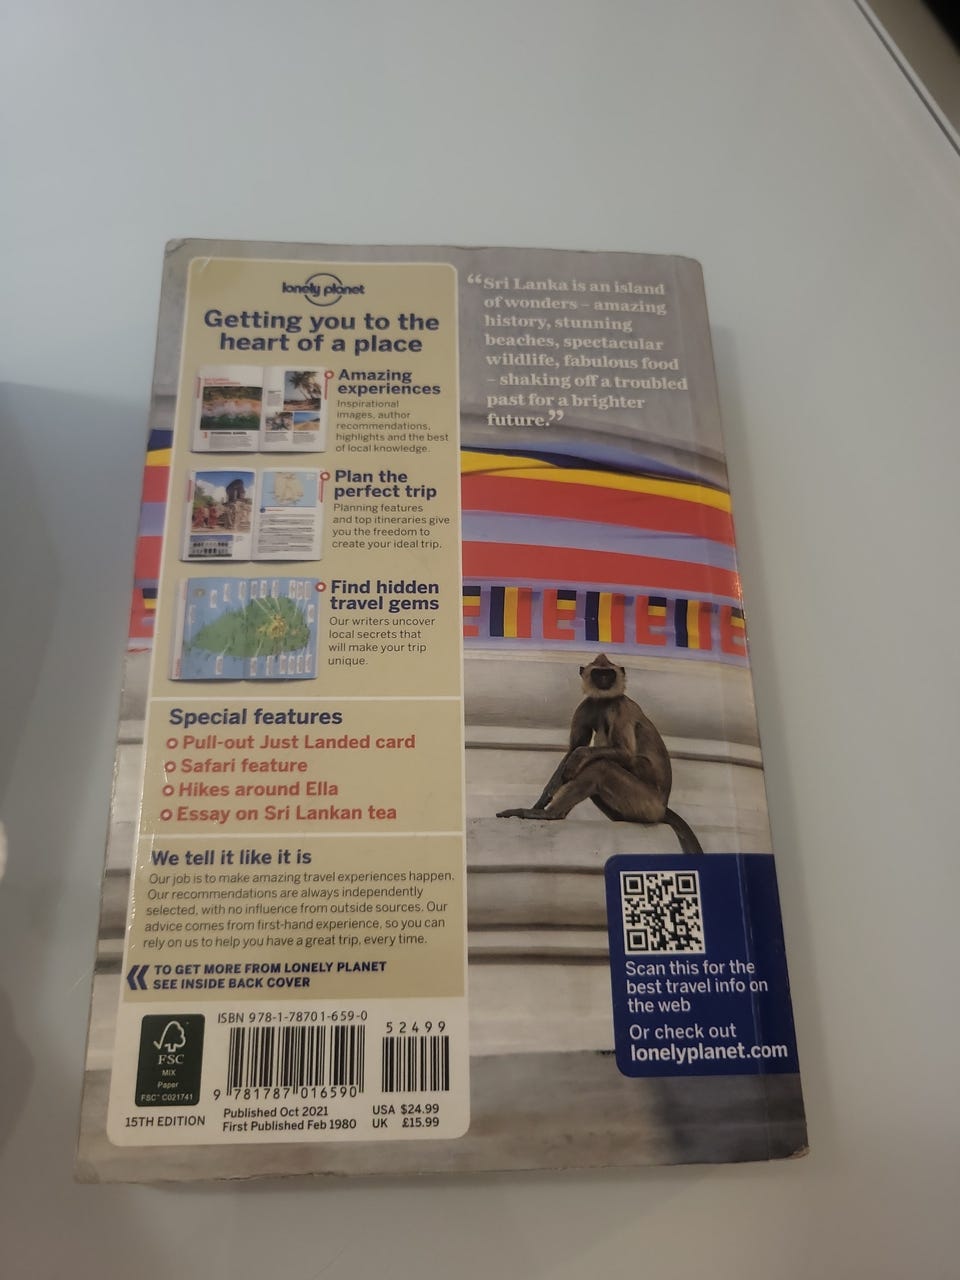 lonely planet
Getting you to the
heart of a place
Amazing
experiences
Inspirational
images, author
recommendations,
highlights and the best
of local knowledge.
Plan the
perfect trip
Planning features
and top itineraries give
you the freedom to
create your ideal trip.
Find hidden
travel gems
Our writers uncover
local secrets that
will make your trip
unique.
Special features
Pull-out Just Landed card
Safari feature
Hikes around Ella
Essay on Sri Lankan tea
We tell it like it is
Our job is to make amazing travel experiences happen.
Our recommendations are always independently
selected, with no influence from outside sources. Our
advice comes from first-hand experience, so you can
rely on us to help you have a great trip, every time.
TO GET MORE FROM LONELY PLANET
SEE INSIDE BACK COVER
FSC
MIX
Paper
FSC™ C021741
ISBN 978-1-78701-659-0
52499
9 781787 016590
15TH EDITION
Published Oct 2021
First Published Feb 1980
USA $24.99
UK £15.99
“Sri Lanka is an island
of wonders – amazing
history, stunning
beaches, spectacular
wildlife, fabulous food
– shaking off a troubled
past for a brighter
future.”
Scan this for the
best travel info on
the web
Or check out
lonelyplanet.com